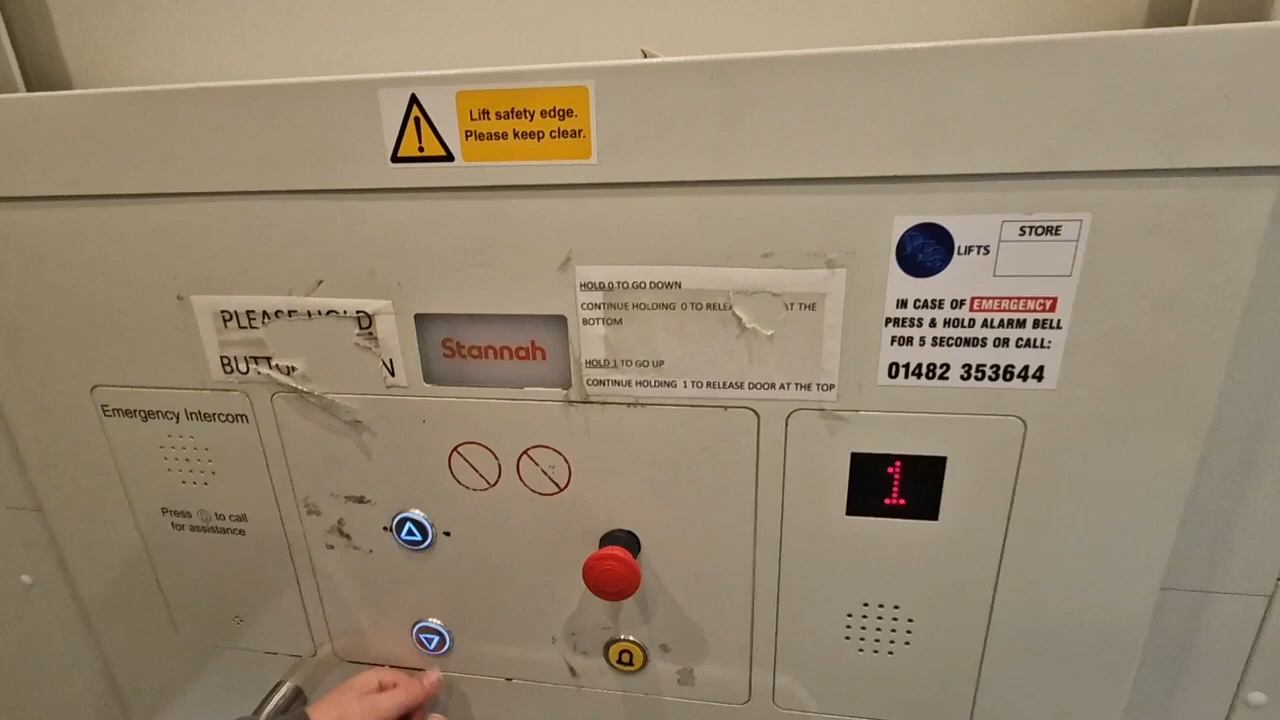 Lift safety edge.
Please keep clear.
LIFTS
STORE
IN CASE OF EMERGENCY
PRESS & HOLD ALARM BELL
FOR 5 SECONDS OR CALL:
01482 353644
PLEASE HOLD
Stannah
HOLD 0 TO GO DOWN
CONTINUE HOLDING 0 TO AT THE
BOTTOM
HOLD 1 TO GO UP
CONTINUE HOLDING 1 TO RELEASE DOOR AT THE TOP
Emergency Intercom
Press to call
for assistance
1